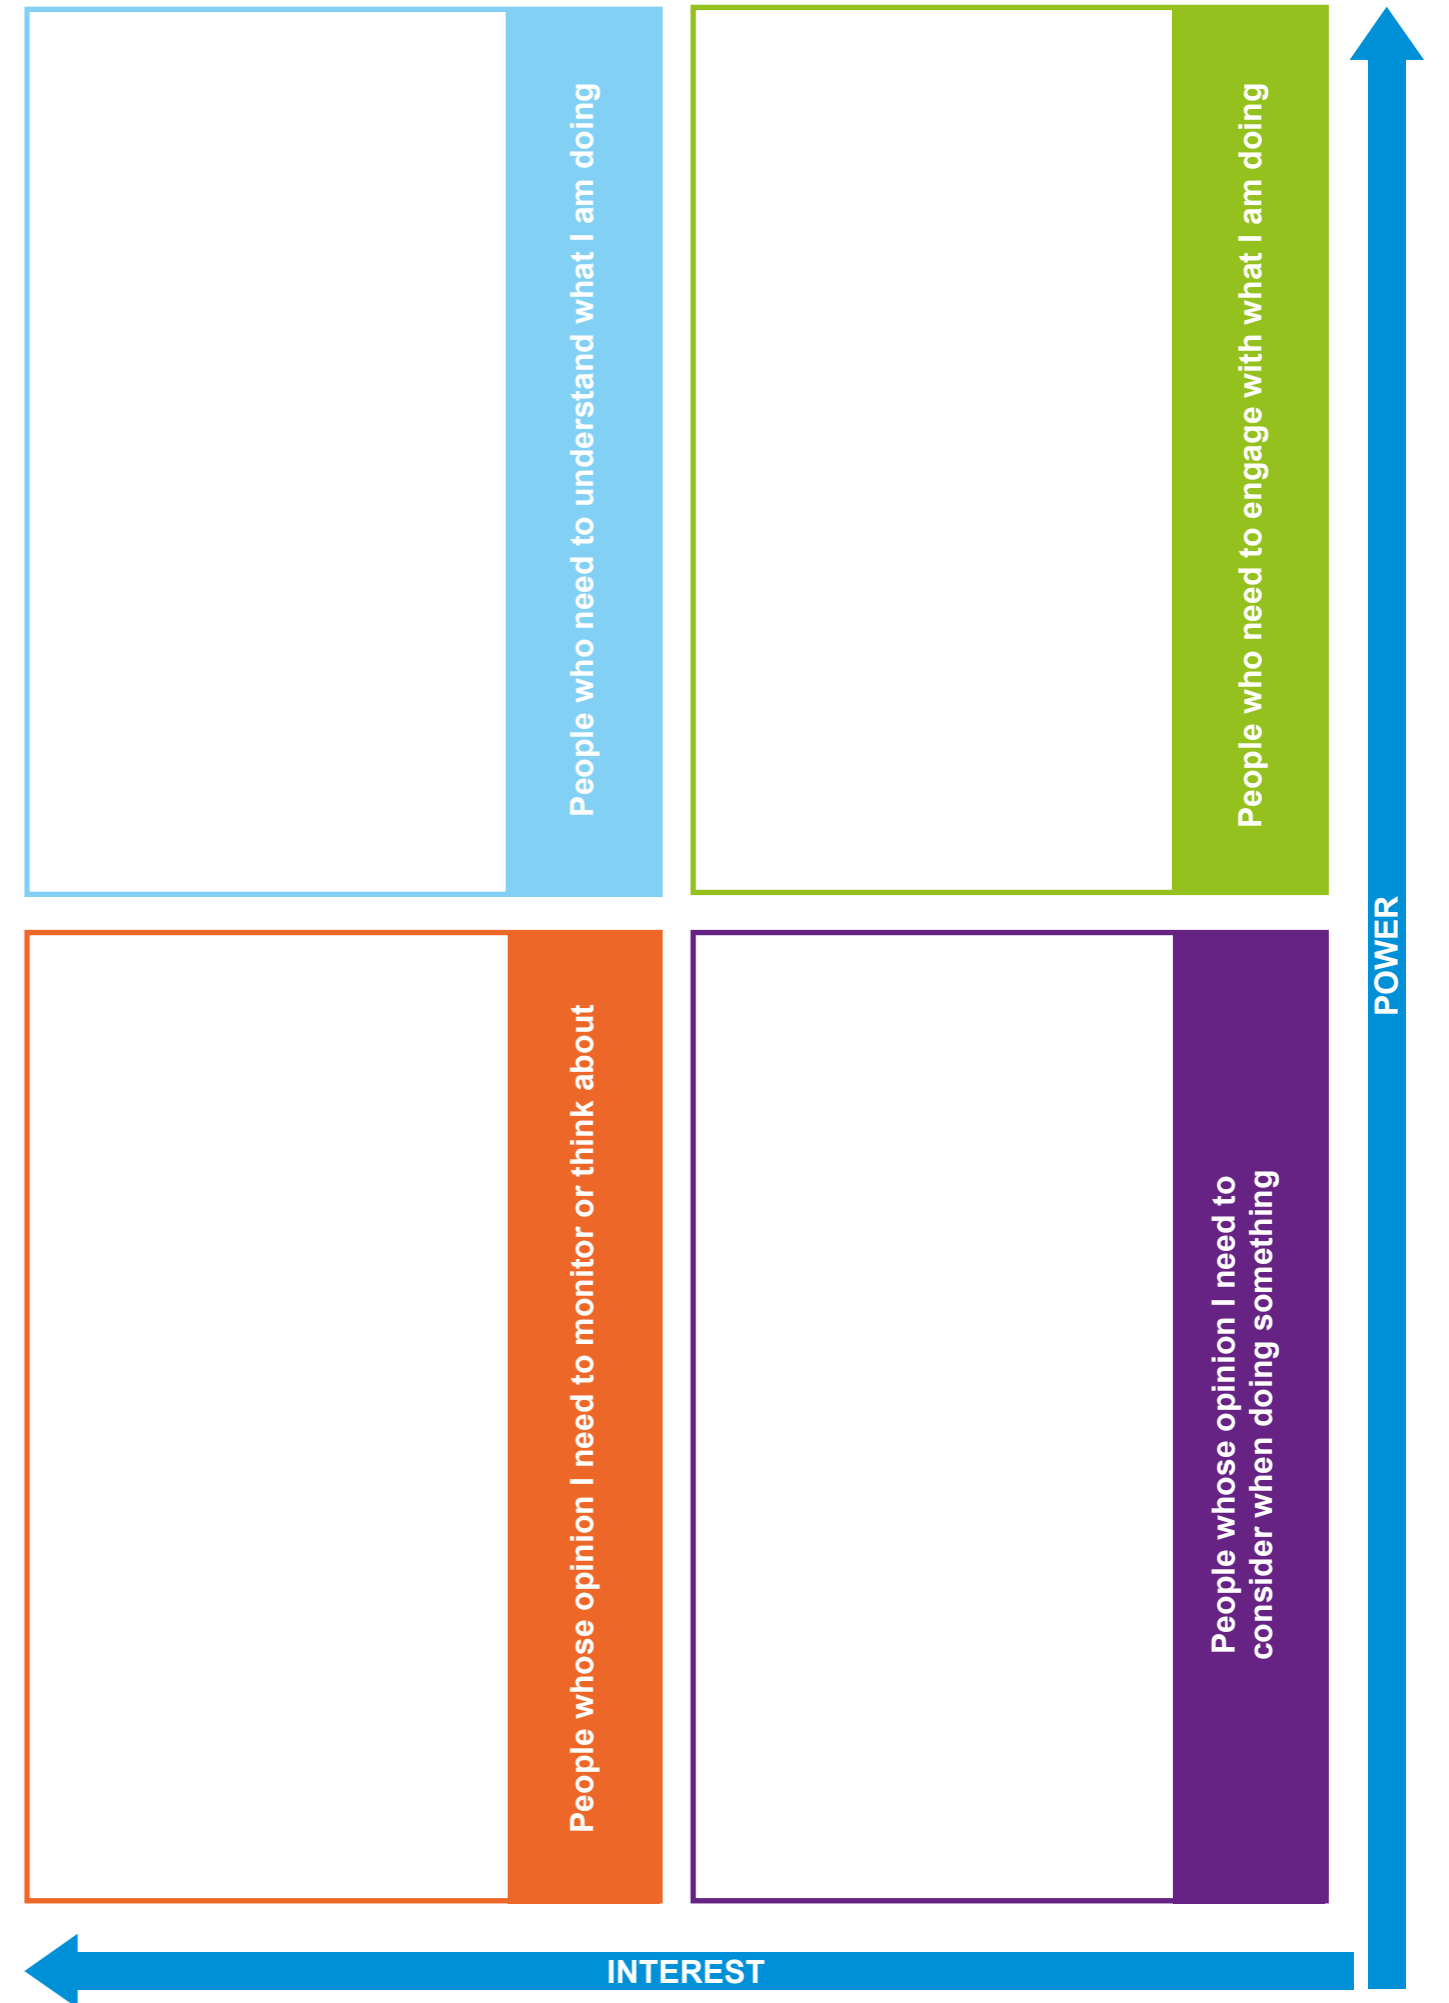 People who need to understand what I am doing
People who need to engage with what I am doing
POWER
People whose opinion I need to monitor or think about
People whose opinion I need to
consider when doing something
INTEREST